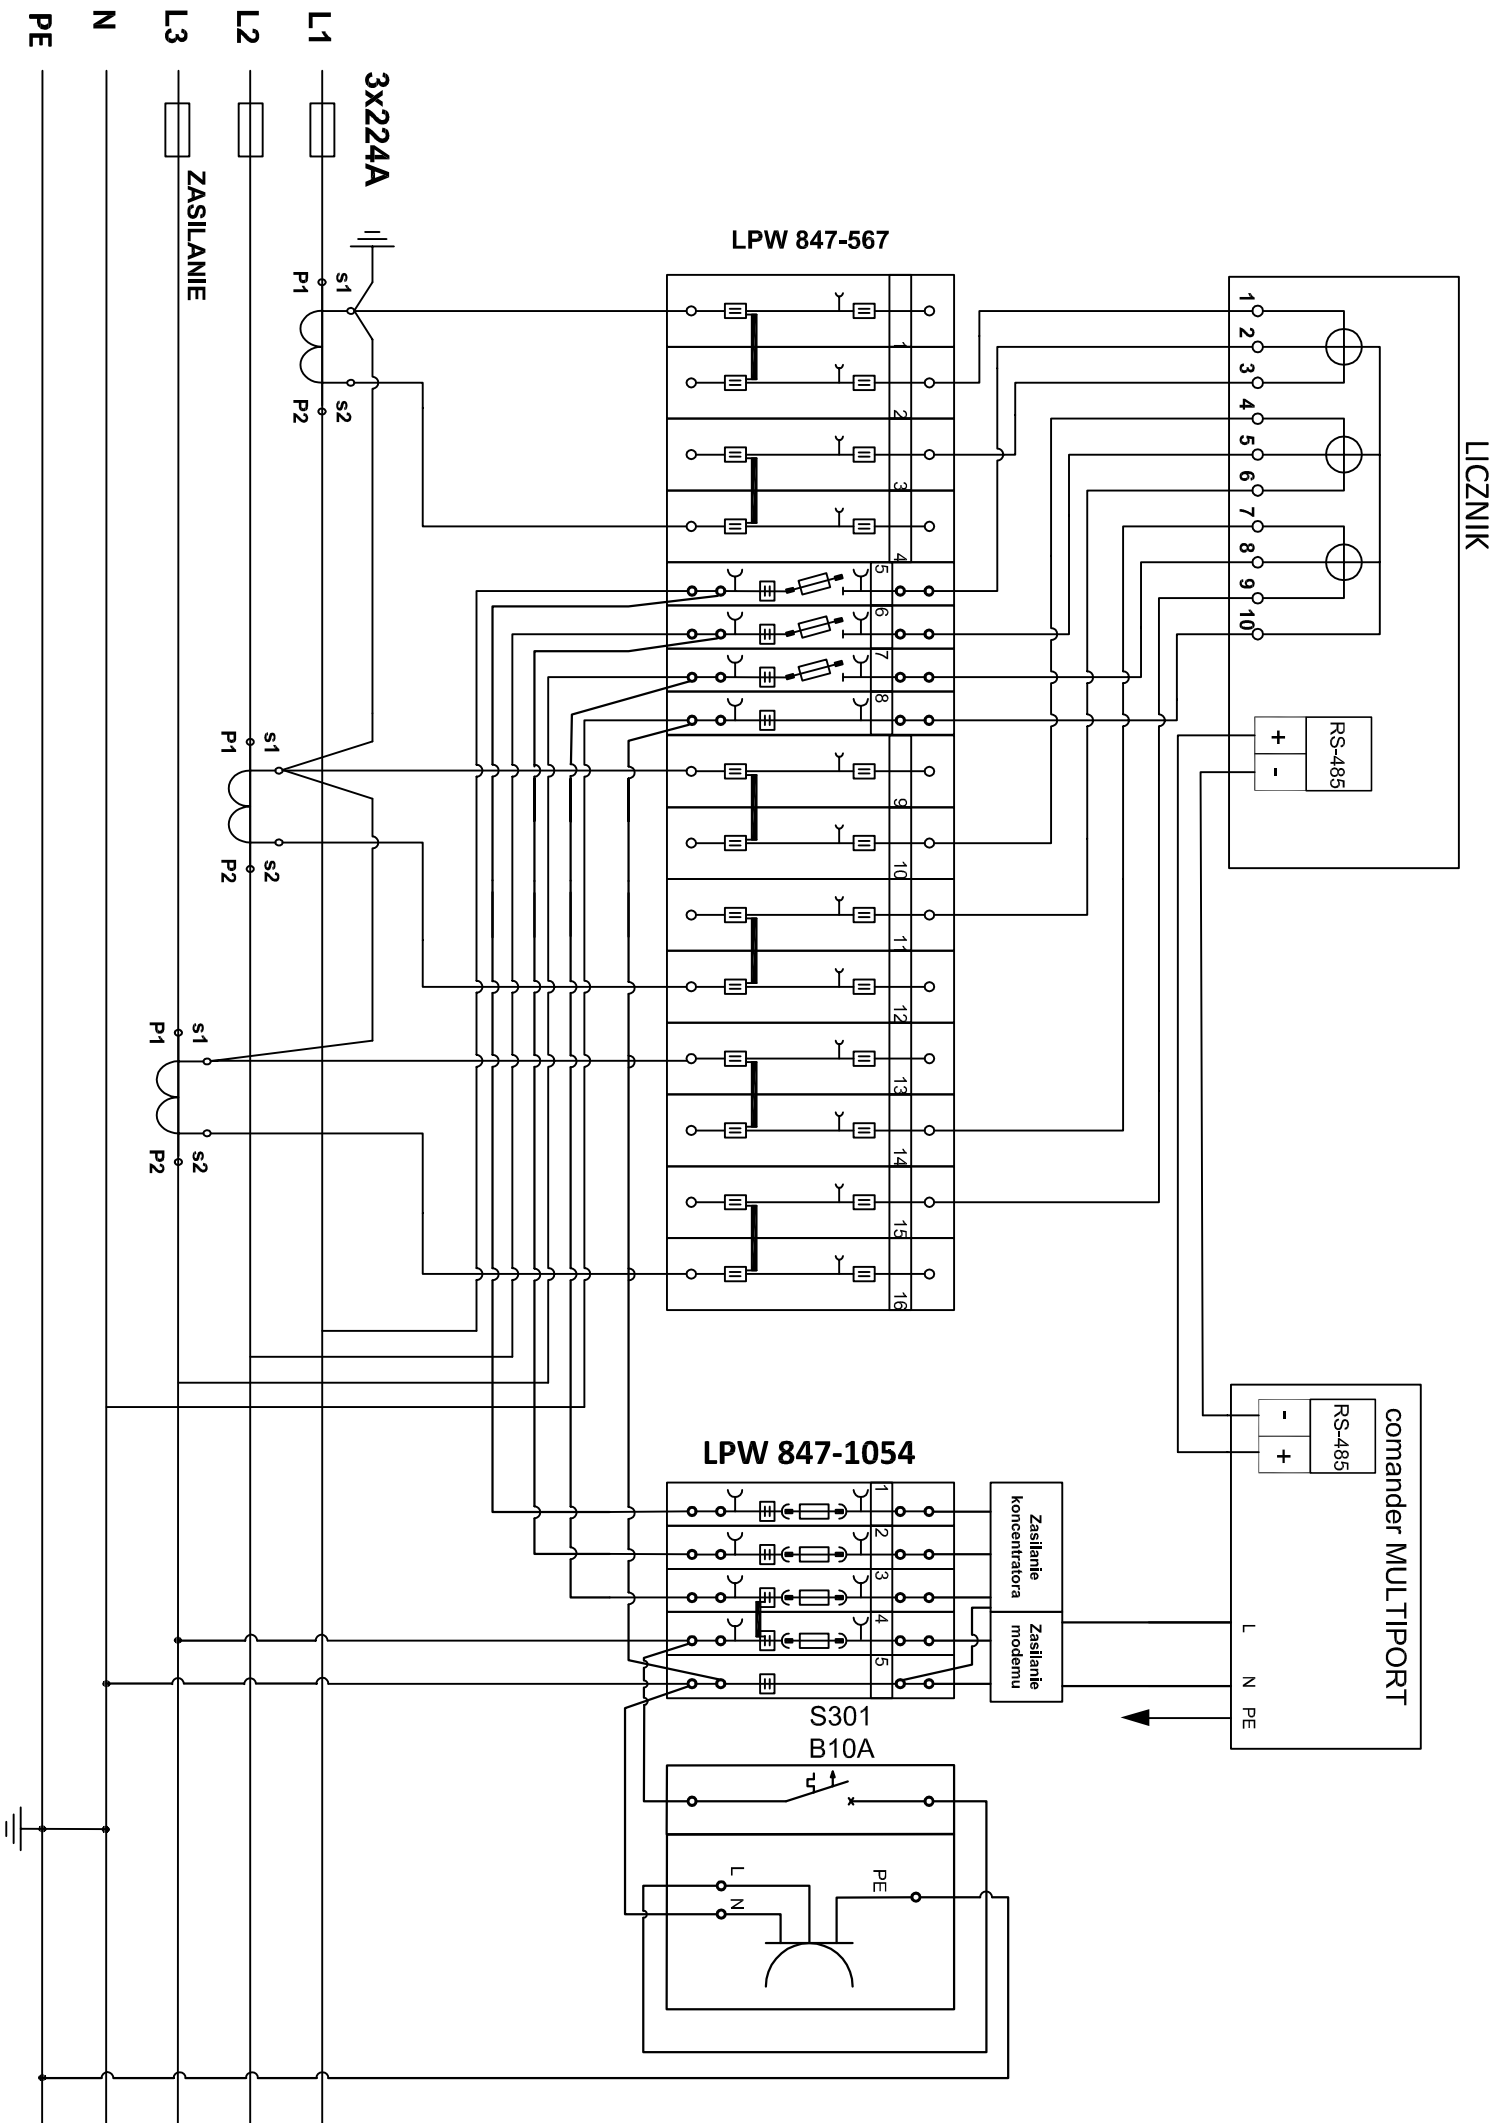 PE
N
L3
L2
L1
3x224A
ZASILANIE
LPW 847-567
P1
s1
P2
s2
P1
s1
P2
s2
P1
s1
P2
s2
1
2
3
4
5
6
7
8
9
10
11
12
13
14
15
16
LICZNIK
1
2
3
4
5
6
7
8
9
10
RS-485
+
-
comander MULTIPORT
RS-485
-
+
L
N
PE
LPW 847-1054
1
2
3
4
5
Zasilanie
koncentratora
Zasilanie
modemu
S301
B10A
L
N
PE